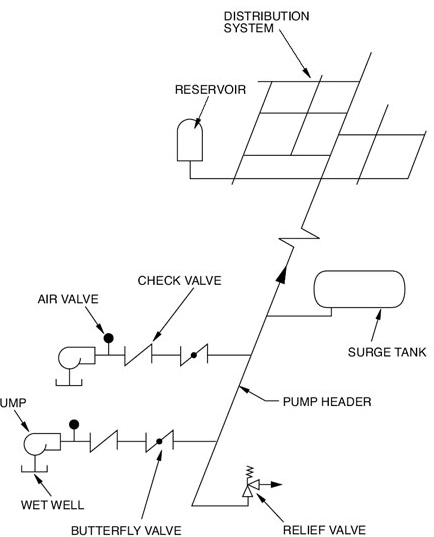 DISTRIBUTION
SYSTEM
RESERVOIR
CHECK VALVE
AIR VALVE
SURGE TANK
UMP
PUMP HEADER
WET WELL
BUTTERFLY VALVE
RELIEF VALVE